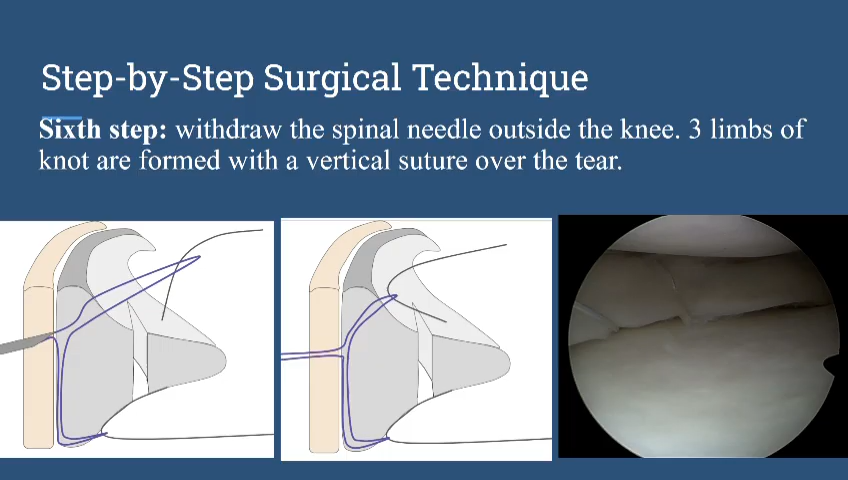 Step-by-Step Surgical Technique
Sixth step: withdraw the spinal needle outside the knee. 3 limbs of
knot are formed with a vertical suture over the tear.